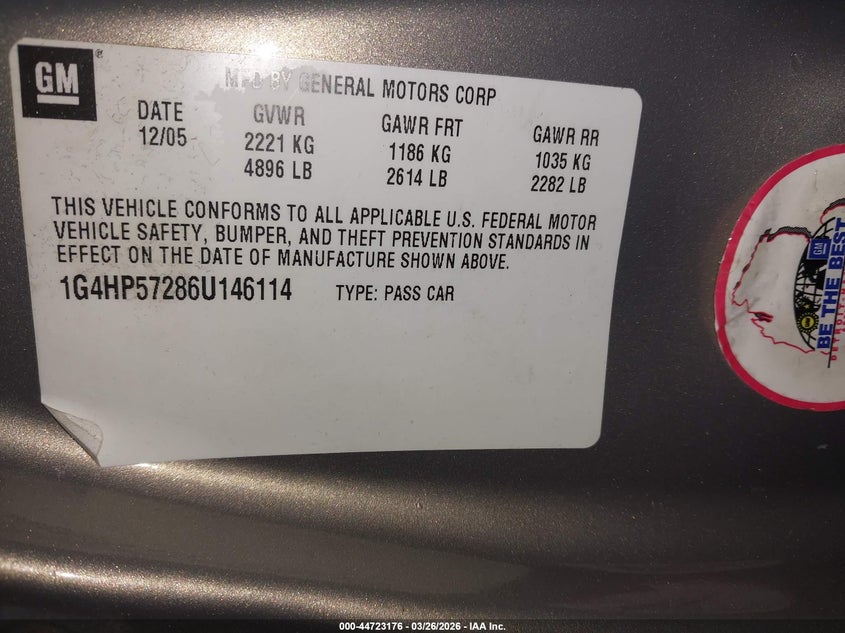 GM
MFD BY GENERAL MOTORS CORP
DATE
12/05
GVWR
2221 KG
4896 LB
GAWR FRT
1186 KG
2614 LB
GAWR RR
1035 KG
2282 LB
THIS VEHICLE CONFORMS TO ALL APPLICABLE U.S. FEDERAL MOTOR
VEHICLE SAFETY, BUMPER, AND THEFT PREVENTION STANDARDS IN
EFFECT ON THE DATE OF MANUFACTURE SHOWN ABOVE.
1G4HP57286U146114 TYPE: PASS CAR
GM
BE THE BEST
000-44723176 - 03/26/2026 - IAA Inc.